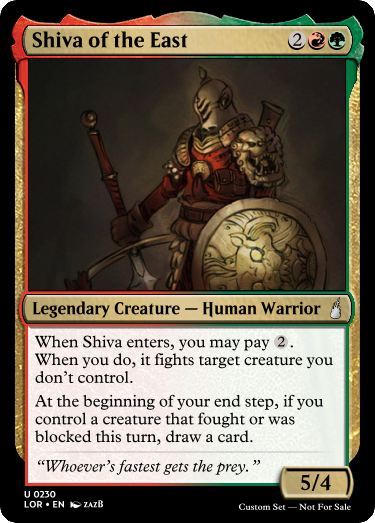 Shiva of the East 2
Legendary Creature — Human Warrior
When Shiva enters, you may pay 2.
When you do, it fights target creature you
don't control.
At the beginning of your end step, if you
control a creature that fought or was
blocked this turn, draw a card.
"Whoever's fastest gets the prey."
5/4
U 0230
LOR • EN ZAZB
Custom Set — Not For Sale